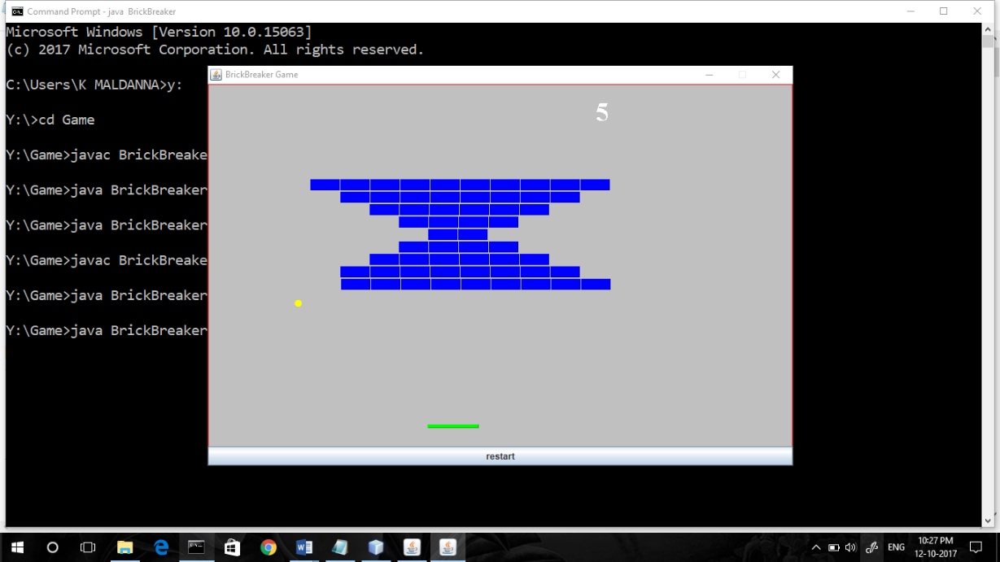 Command Prompt - java  BrickBreaker
Microsoft Windows [Version 10.0.15063]
(c) 2017 Microsoft Corporation. All rights reserved.
C:\Users\K MALDANNA>y:
Y:\>cd Game
Y:\Game>javac BrickBreake
Y:\Game>java BrickBreaker
Y:\Game>java BrickBreaker
Y:\Game>javac BrickBreake
Y:\Game>java BrickBreaker
Y:\Game>java BrickBreaker
BrickBreaker Game
5
restart
ENG
10:27 PM
12-10-2017